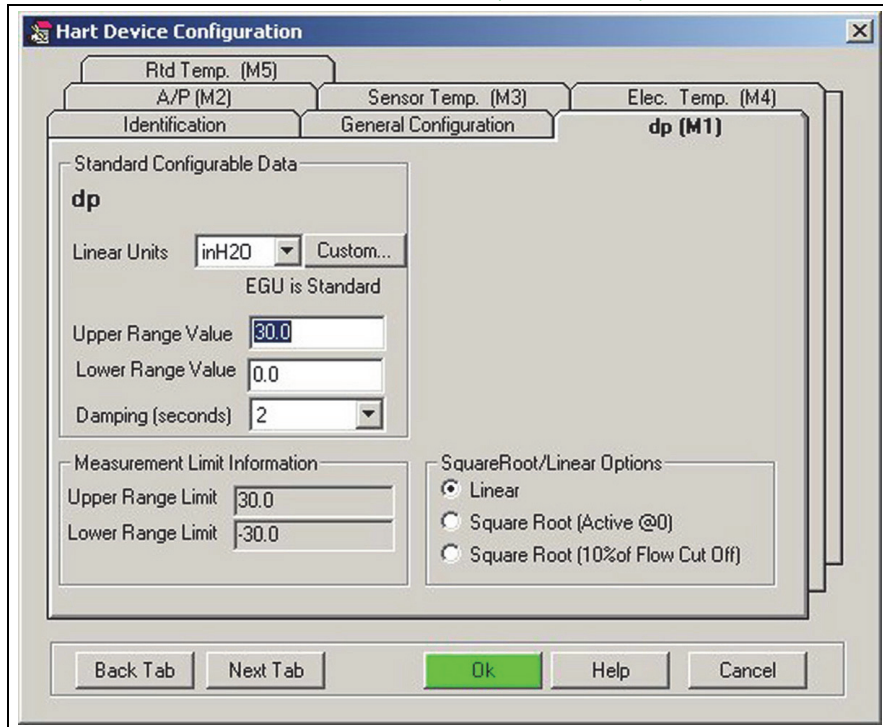 Hart Device Configuration
Rtd Temp. (M5)
A/P (M2) Sensor Temp. (M3) Elec. Temp. (M4)
Identification General Configuration dp (M1)
Standard Configurable Data
dp
Linear Units inH2O Custom...
EGU is Standard
Upper Range Value 30.0
Lower Range Value 0.0
Damping (seconds) 2
Measurement Limit Information
Upper Range Limit 30.0
Lower Range Limit -30.0
SquareRoot/Linear Options
Linear
Square Root (Active @0)
Square Root (10%of Flow Cut Off)
Back Tab Next Tab Ok Help Cancel